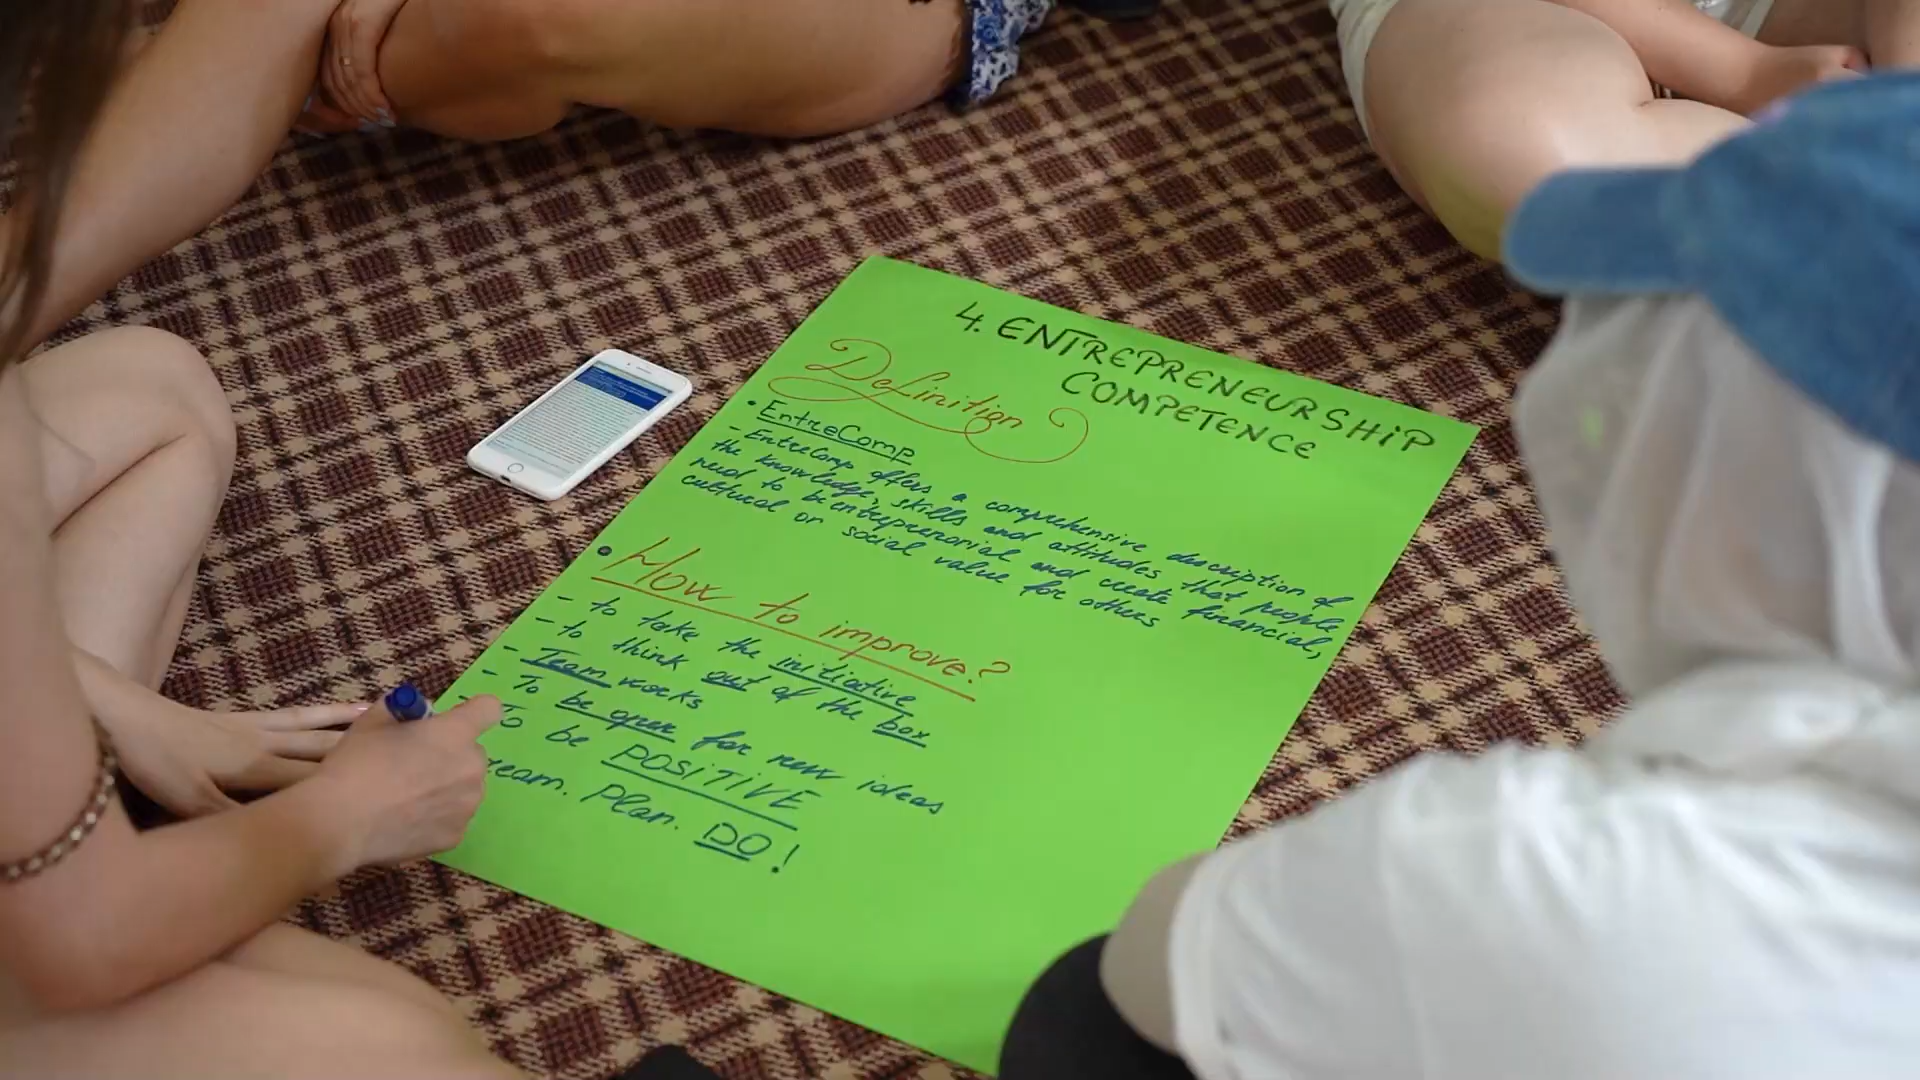 4. ENTREPRENEURSHiP
COMPETENCE
Definition
• EntreComp
- EntreComp offers a comprehensive description of
the knowledge, skills and attitudes that people
need to be entreprenorial and create financial,
cultural or social value for others
• How to improve?
- to take the initiative
- to think out of the box
- Team works
- To be open for new ideas
- To be POSiTiVE
Plan. DO!